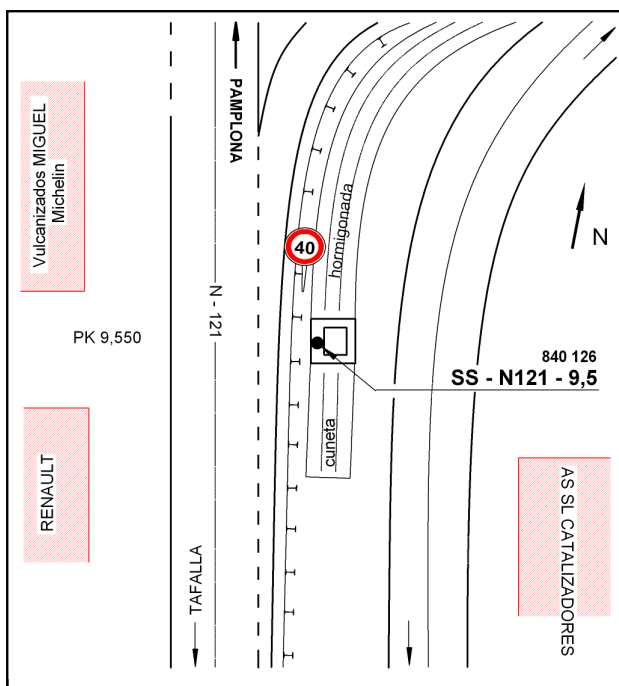 PAMPLONA
Vulcanizados MIGUEL
Michelin
hormigonada
40
N
N - 121
PK 9,550
840 126
SS - N121 - 9,5
cuneta
RENAULT
AS SL CATALIZADORES
TAFALLA